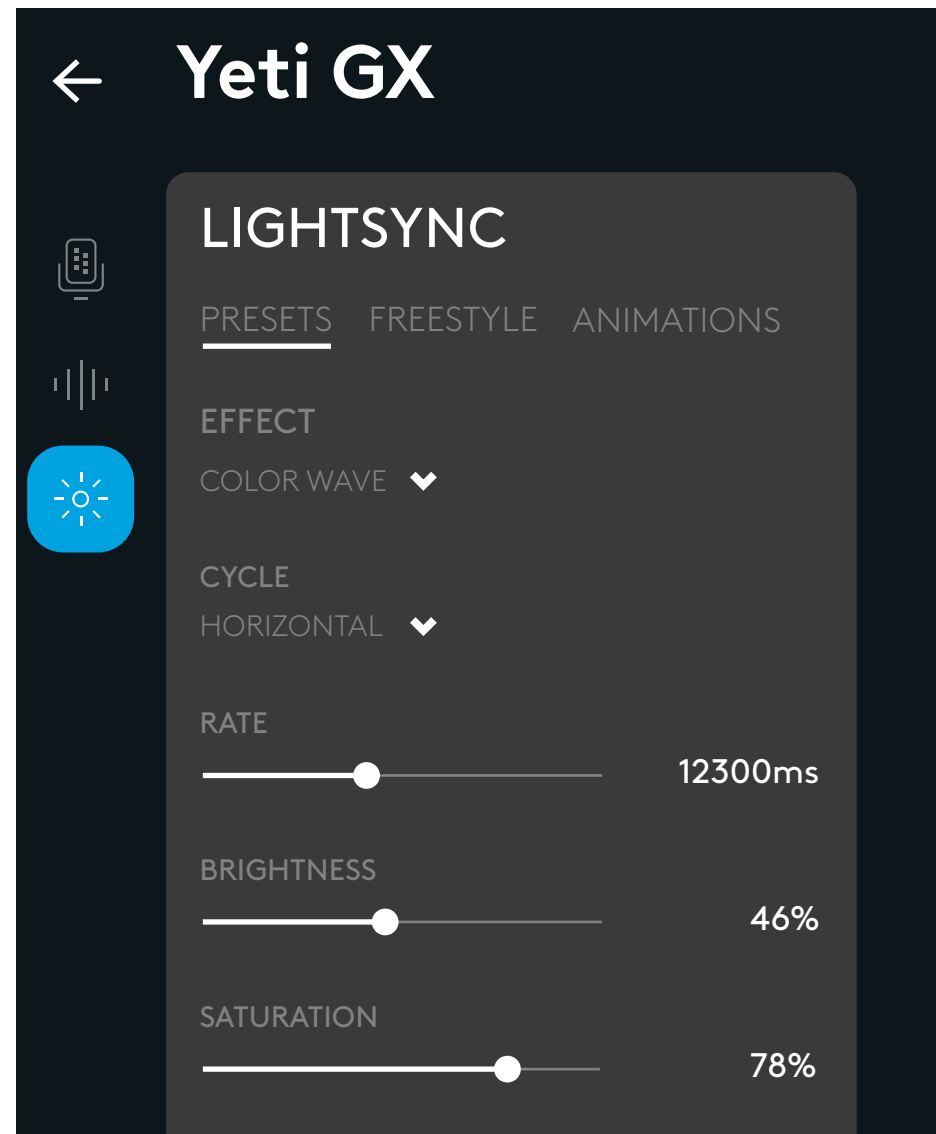 Yeti GX
LIGHTSYNC
PRESETS FREESTYLE ANIMATIONS
EFFECT
COLOR WAVE
CYCLE
HORIZONTAL
RATE
12300ms
BRIGHTNESS
46%
SATURATION
78%